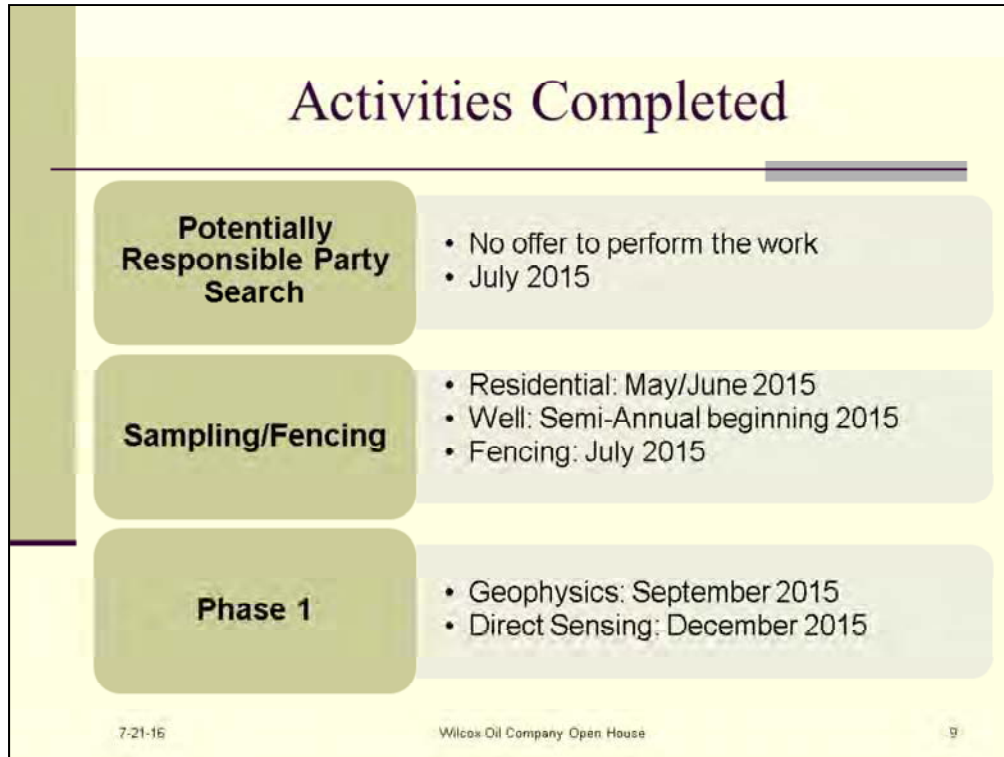 Activities Completed
Potentially
Responsible Party
Search
• No offer to perform the work
• July 2015
Sampling/Fencing
• Residential: May/June 2015
• Well: Semi-Annual beginning 2015
• Fencing: July 2015
Phase 1
• Geophysics: September 2015
• Direct Sensing: December 2015
7-21-16
Wilcox Oil Company Open House
9